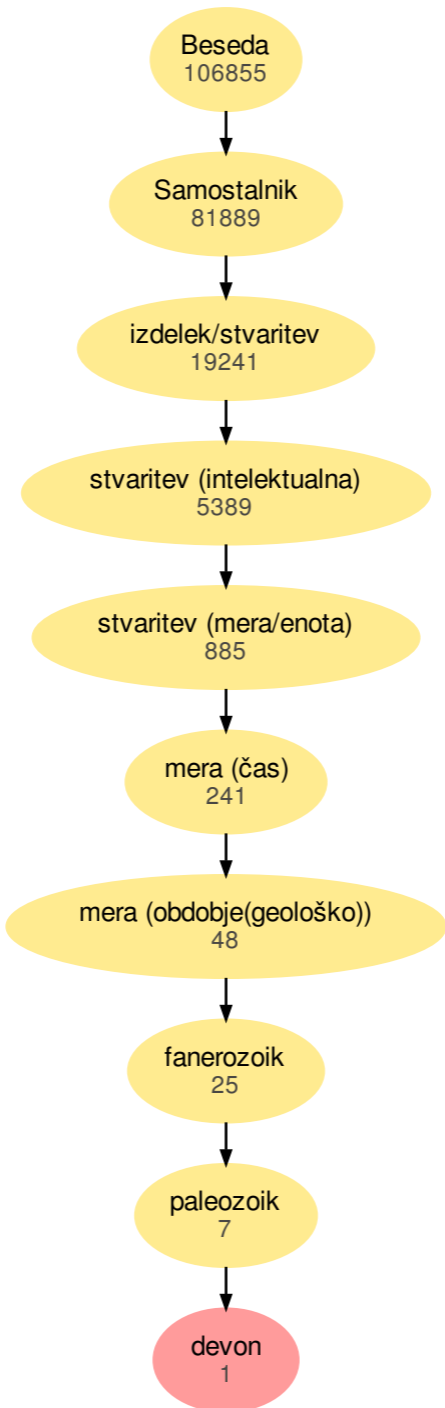 Beseda
106855
Samostalnik
81889
izdelek/stvaritev
19241
stvaritev (intelektualna)
5389
stvaritev (mera/enota)
885
mera (čas)
241
mera (obdobje(geološko))
48
fanerozoik
25
paleozoik
7
devon
1